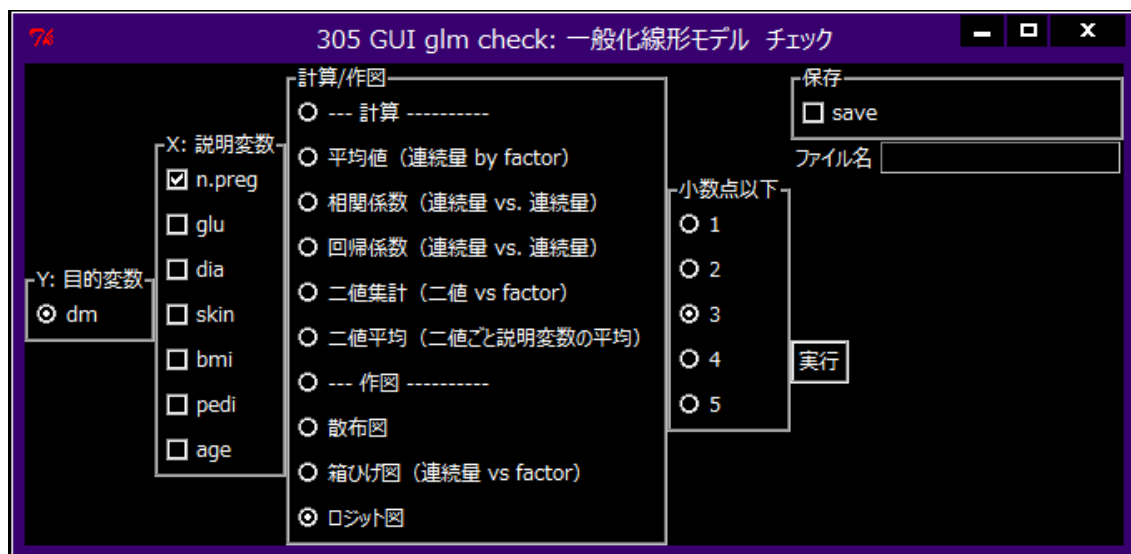 305 GUI glm check: 一般化線形モデル チェック
Y: 目的変数
dm
X: 説明変数
n.preg
glu
dia
skin
bmi
pedi
age
計算/作図
--- 計算 ----------
平均値（連続量 by factor）
相関係数（連続量 vs. 連続量）
回帰係数（連続量 vs. 連続量）
二値集計（二値 vs factor）
二値平均（二値ごと説明変数の平均）
--- 作図 ----------
散布図
箱ひげ図（連続量 vs factor）
ロジット図
小数点以下
1
2
3
4
5
保存
save
ファイル名
実行